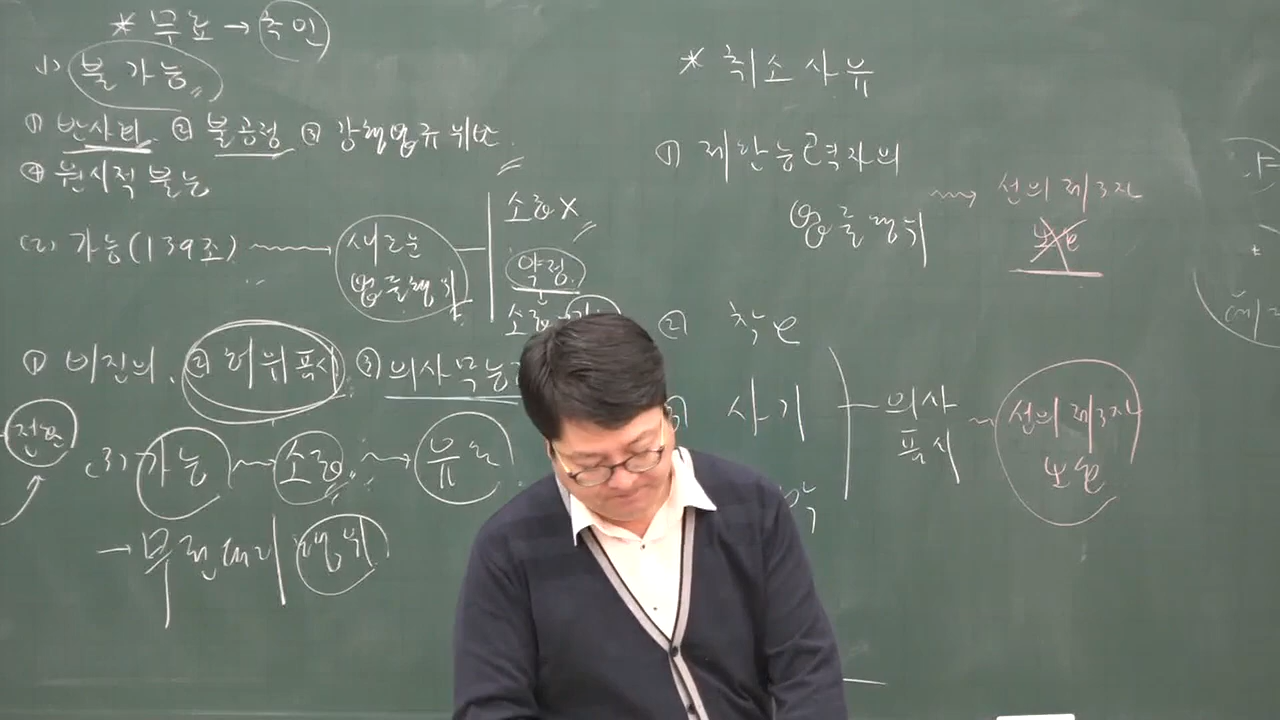 * 무효 → 추인
1) 불가능
① 반사회 ② 불공정 ③ 강행법규 위반
④ 원시적 불능
(2) 가능(139조) → 새로운 법률행위
소급 X
약정
소급
① 비진의, ② 허위표시 ③ 의사무능
(3) 가능 소급 → 유효
→ 무권대리 행위
* 취소사유
① 제한능력자의
법률행위 → 선의 제3자
보호
② 착오
사기
의사
표시
선의 제3자
보호